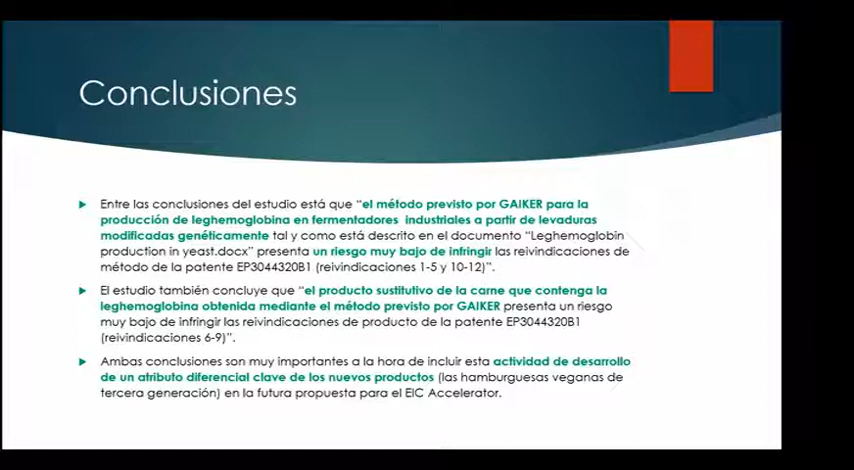 Conclusiones
Entre las conclusiones del estudio está que “el método previsto por GAIKER para la
producción de leghemoglobina en fermentadores industriales a partir de levaduras
modificadas genéticamente tal y como está descrito en el documento “Leghemoglobin
production in yeast.docx” presenta un riesgo muy bajo de infringir las reivindicaciones de
método de la patente EP3044320B1 (reivindicaciones 1-5 y 10-12)”.
El estudio también concluye que “el producto sustitutivo de la carne que contenga la
leghemoglobina obtenida mediante el método previsto por GAIKER presenta un riesgo
muy bajo de infringir las reivindicaciones de producto de la patente EP3044320B1
(reivindicaciones 6-9)”.
Ambas conclusiones son muy importantes a la hora de incluir esta actividad de desarrollo
de un atributo diferencial clave de los nuevos productos (las hamburguesas veganas de
tercera generación) en la futura propuesta para el EIC Accelerator.